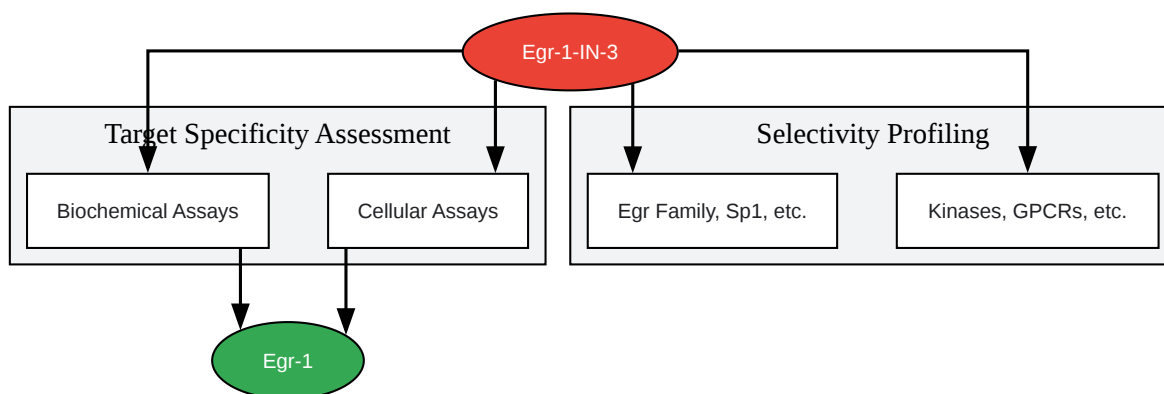 Egr-1-IN-3
Target Specificity Assessment
Selectivity Profiling
Biochemical Assays
Cellular Assays
Egr Family, Sp1, etc.
Kinases, GPCRs, etc.
Egr-1